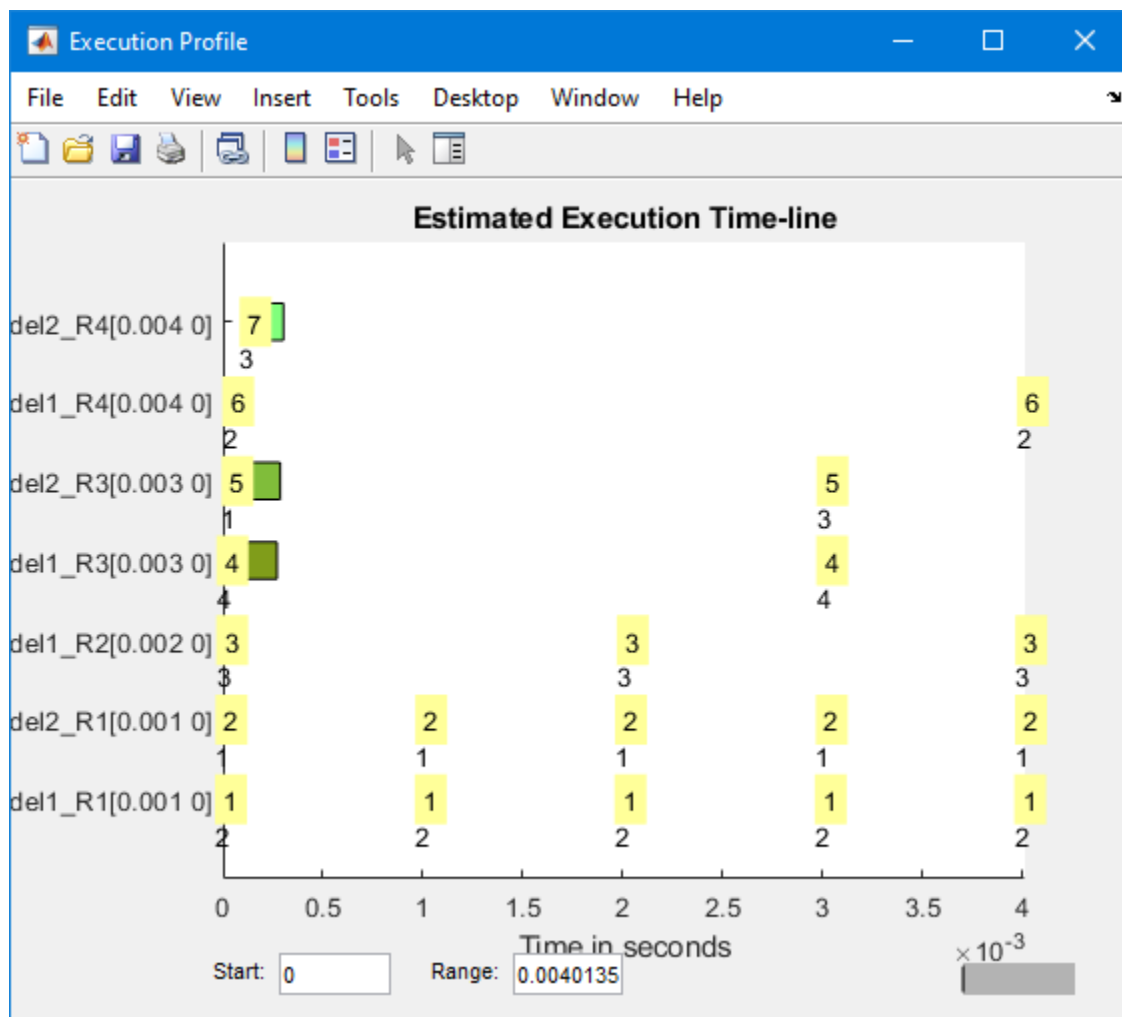 Execution Profile
File Edit View Insert Tools Desktop Window Help
Estimated Execution Time-line
del2_R4[0.004 0] 7
3
del1_R4[0.004 0] 6 6
2 2
del2_R3[0.003 0] 5 5
1 3
del1_R3[0.003 0] 4 4
4 4
del1_R2[0.002 0] 3 3 3
3 3 3
del2_R1[0.001 0] 2 2 2 2 2
1 1 1 1 1
del1_R1[0.001 0] 1 1 1 1 1
2 2 2 2 2
0 0.5 1 1.5 2 2.5 3 3.5 4
Time in seconds
× 10-3
Start: 0 Range: 0.0040135